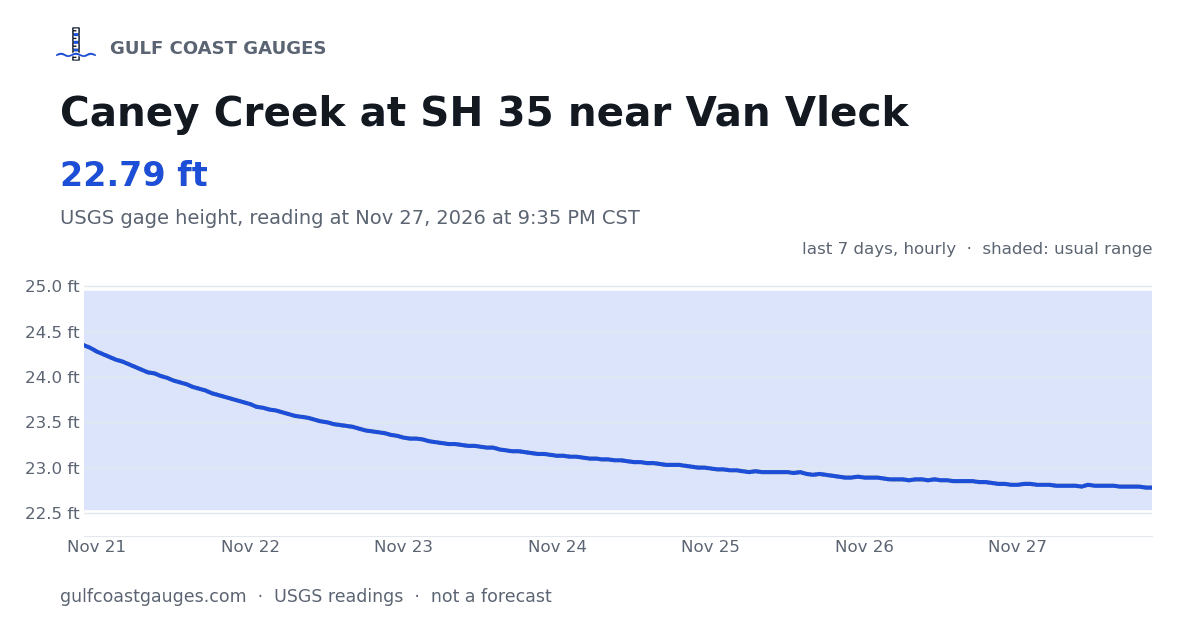 GULF COAST GAUGES
Caney Creek at SH 35 near Van Vleck
22.79 ft
USGS gage height, reading at Nov 27, 2026 at 9:35 PM CST
last 7 days, hourly · shaded: usual range
25.0 ft
24.5 ft
24.0 ft
23.5 ft
23.0 ft
22.5 ft
Nov 21 Nov 22 Nov 23 Nov 24 Nov 25 Nov 26 Nov 27
gulfcoastgauges.com · USGS readings · not a forecast